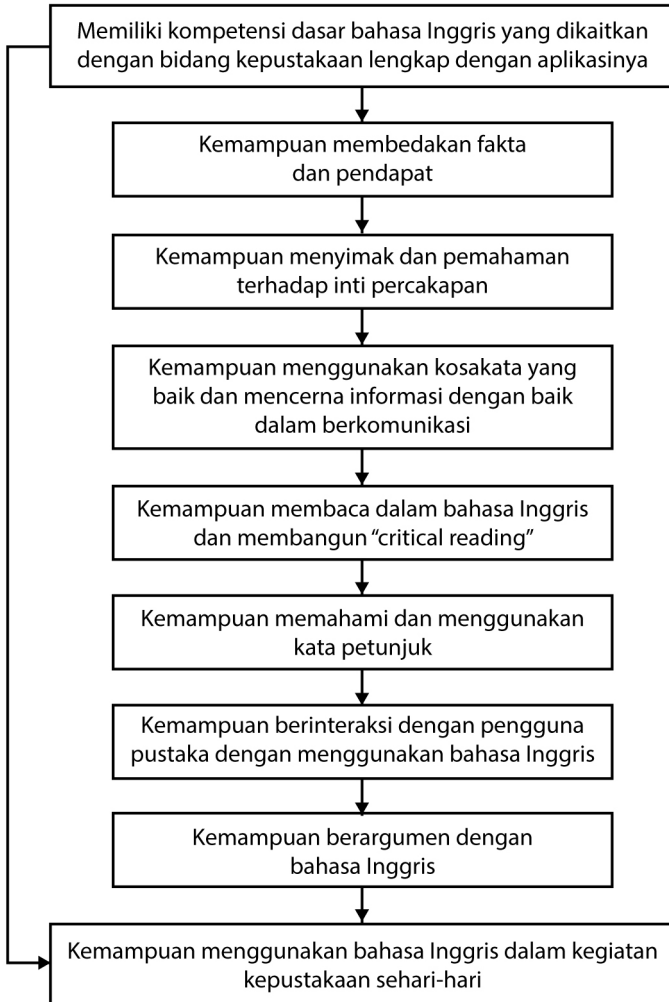 Memiliki kompetensi dasar bahasa Inggris yang dikaitkan
dengan bidang kepustakaan lengkap dengan aplikasinya
Kemampuan membedakan fakta
dan pendapat
Kemampuan menyimak dan pemahaman
terhadap inti percakapan
Kemampuan menggunakan kosakata yang
baik dan mencerna informasi dengan baik
dalam berkomunikasi
Kemampuan membaca dalam bahasa Inggris
dan membangun “critical reading”
Kemampuan memahami dan menggunakan
kata petunjuk
Kemampuan berinteraksi dengan pengguna
pustaka dengan menggunakan bahasa Inggris
Kemampuan berargumen dengan
bahasa Inggris
Kemampuan menggunakan bahasa Inggris dalam kegiatan
kepustakaan sehari-hari